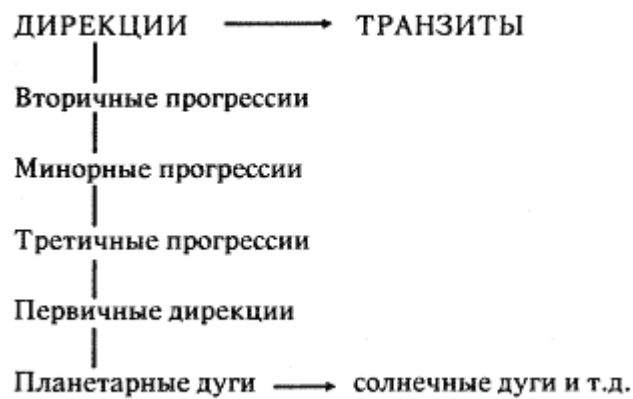 ДИРЕКЦИИ ТРАНЗИТЫ
Вторичные прогрессии
Минорные прогрессии
Третичные прогрессии
Первичные дирекции
Планетарные дуги солнечные дуги и т.д.